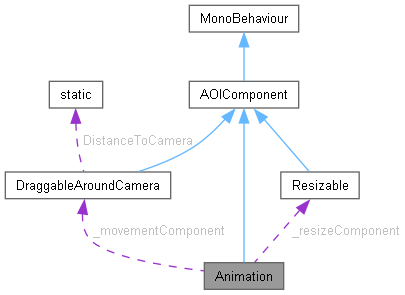 MonoBehaviour
static
AOIComponent
DistanceToCamera
DraggableAroundCamera
Resizable
_movementComponent
_resizeComponent
Animation